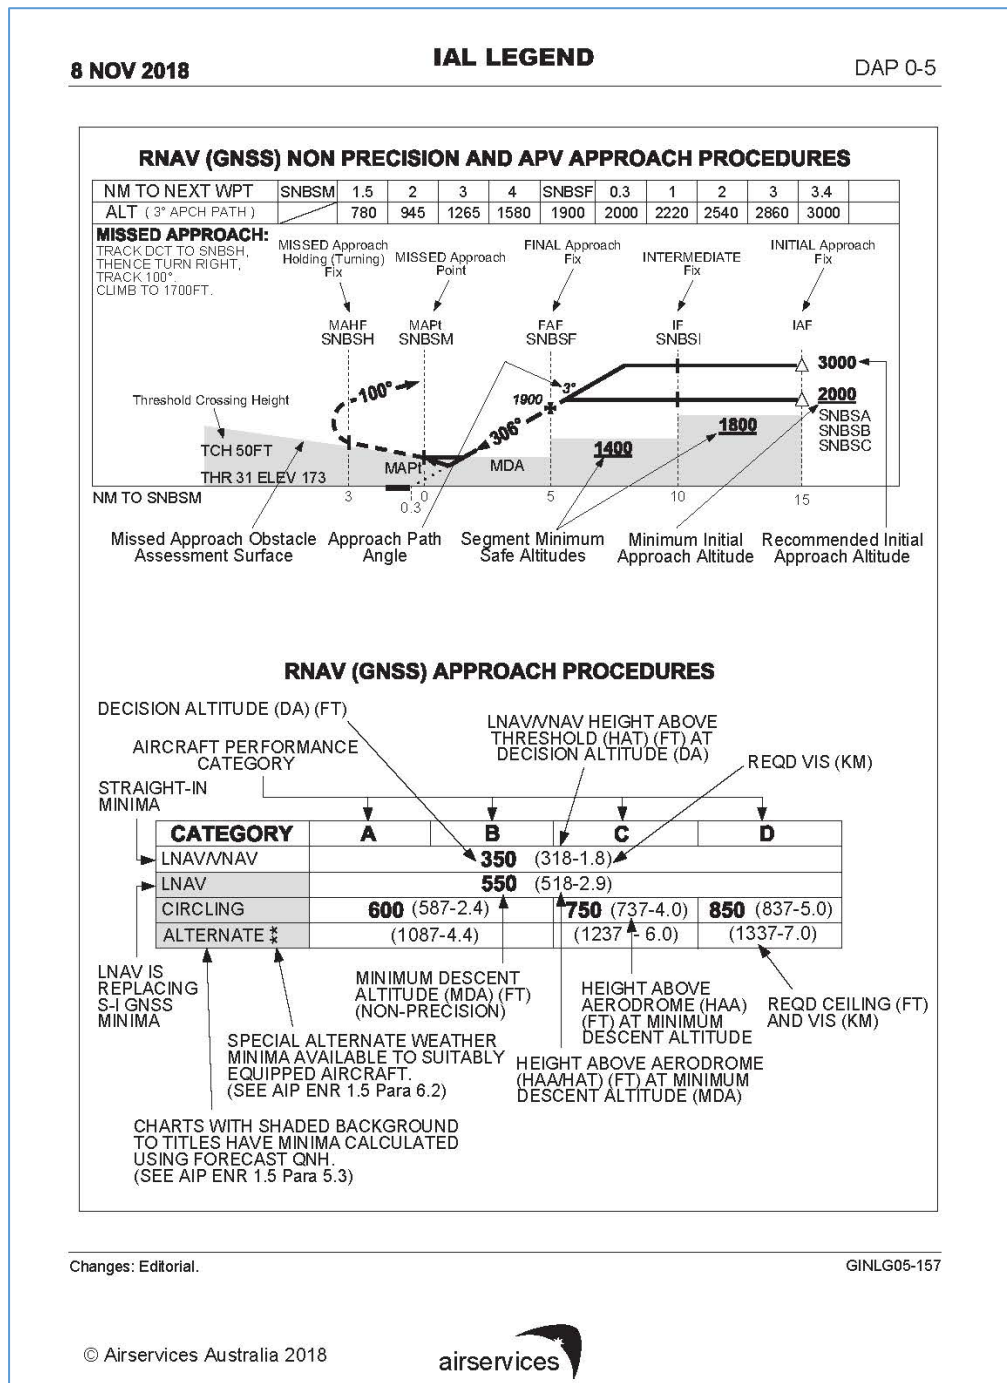 IAL LEGEND
8 NOV 2018
DAP 0-5
RNAV (GNSS) NON PRECISION AND APV APPROACH PROCEDURES
NM TO NEXT WPT SNBSM 1.5 2 3 4 SNBSF 0.3 1 2 3 3.4
ALT ( 3° APCH PATH ) 780 945 1265 1580 1900 2000 2220 2540 2860 3000
MISSED APPROACH:
TRACK DCT TO SNBSH,
THENCE TURN RIGHT,
TRACK 100°.
CLIMB TO 1700FT.
MISSED Approach
Holding (Turning)
Fix
MISSED Approach
Point
FINAL Approach
Fix
INTERMEDIATE
Fix
INITIAL Approach
Fix
MAHF
SNBSH
MAPt
SNBSM
FAF
SNBSF
IF
SNBSI
IAF
3000
3°
100°
1900
2000
SNBSA
SNBSB
SNBSC
Threshold Crossing Height
306°
1800
1400
TCH 50FT
MAPt
MDA
THR 31 ELEV 173
NM TO SNBSM
3
0.3
0
5
10
15
Missed Approach Obstacle
Assessment Surface
Approach Path
Angle
Segment Minimum
Safe Altitudes
Minimum Initial
Approach Altitude
Recommended Initial
Approach Altitude
RNAV (GNSS) APPROACH PROCEDURES
DECISION ALTITUDE (DA) (FT)
LNAV/VNAV HEIGHT ABOVE
THRESHOLD (HAT) (FT) AT
DECISION ALTITUDE (DA)
AIRCRAFT PERFORMANCE
CATEGORY
REQD VIS (KM)
STRAIGHT-IN
MINIMA
CATEGORY A B C D
LNAV/VNAV 350 (318-1.8)
LNAV 550 (518-2.9)
CIRCLING 600 (587-2.4) 750 (737-4.0) 850 (837-5.0)
ALTERNATE ** (1087-4.4) (1237 - 6.0) (1337-7.0)
LNAV IS
REPLACING
S-I GNSS
MINIMA
MINIMUM DESCENT
ALTITUDE (MDA) (FT)
(NON-PRECISION)
HEIGHT ABOVE
AERODROME (HAA)
(FT) AT MINIMUM
DESCENT ALTITUDE
REQD CEILING (FT)
AND VIS (KM)
SPECIAL ALTERNATE WEATHER
MINIMA AVAILABLE TO SUITABLY
EQUIPPED AIRCRAFT.
(SEE AIP ENR 1.5 Para 6.2)
HEIGHT ABOVE AERODROME
(HAA/HAT) (FT) AT MINIMUM
DESCENT ALTITUDE (MDA)
CHARTS WITH SHADED BACKGROUND
TO TITLES HAVE MINIMA CALCULATED
USING FORECAST QNH.
(SEE AIP ENR 1.5 Para 5.3)
Changes: Editorial.
GINLG05-157
© Airservices Australia 2018
airservices